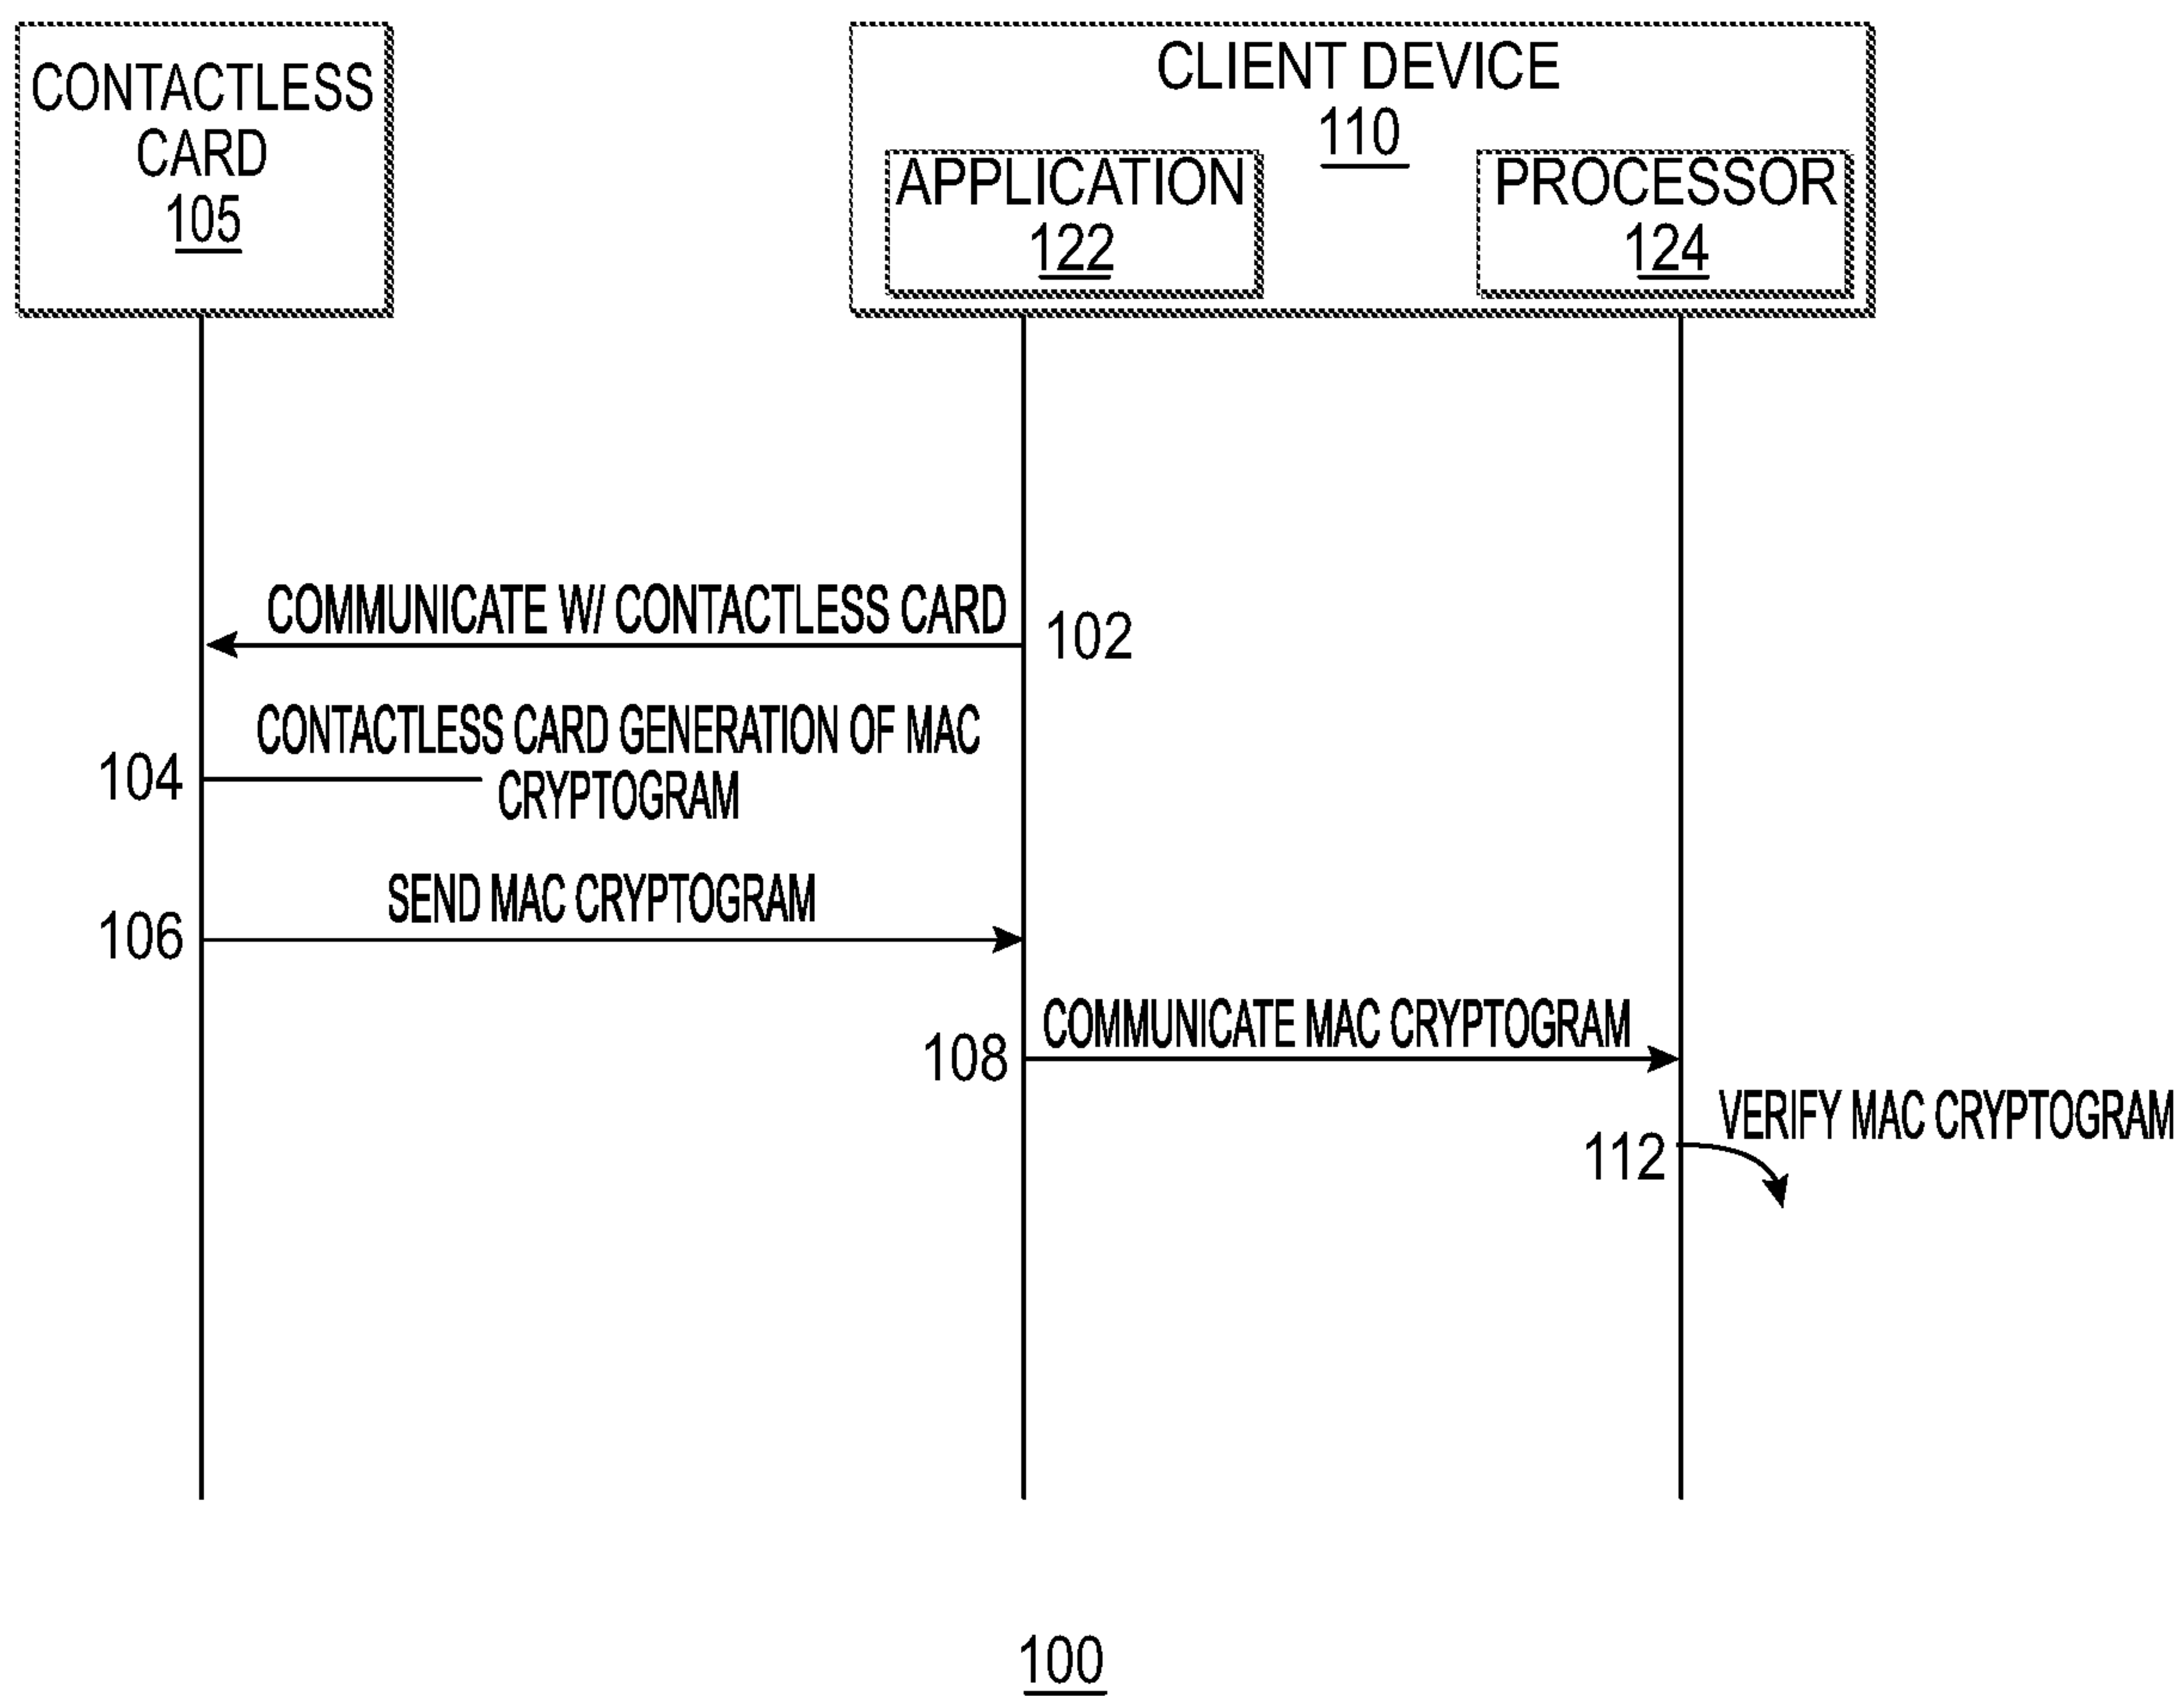 CONTACTLESS
CARD
105
CLIENT DEVICE
110
APPLICATION
122
PROCESSOR
124
COMMUNICATE W/ CONTACTLESS CARD
102
CONTACTLESS CARD GENERATION OF MAC
104
CRYPTOGRAM
SEND MAC CRYPTOGRAM
106
COMMUNICATE MAC CRYPTOGRAM
108
VERIFY MAC CRYPTOGRAM
112
100